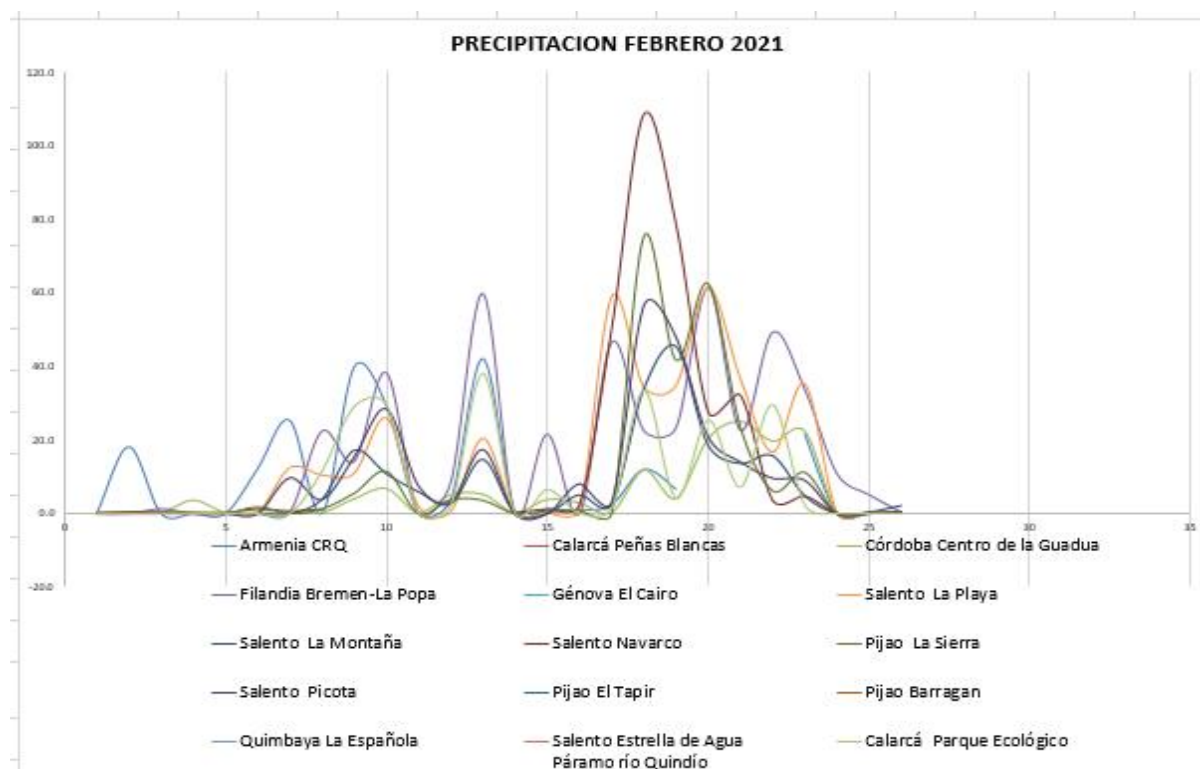 PRECIPITACION FEBRERO 2021
120.0
100.0
80.0
60.0
40.0
20.0
0.0
0 5 10 15 20 25 30 35
-20.0
Armenia CRQ Calarcá Peñas Blancas Córdoba Centro de la Guadua
Filandia Bremen-La Popa Génova El Cairo Salento La Playa
Salento La Montaña Salento Navarco Pijao La Sierra
Salento Picota Pijao El Tapir Pijao Barragan
Quimbaya La Española Salento Estrella de Agua Calarcá Parque Ecológico
Páramo río Quindío